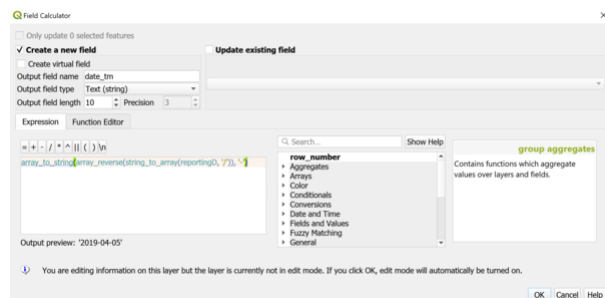 Field Calculator
Only update 0 selected features
✓ Create a new field
Update existing field
Create virtual field
Output field name date_tm
Output field type Text (string)
Output field length 10 Precision 3
Expression Function Editor
= + - / * ^ || ( ) \n
Search... Show Help
array_to_string(array_reverse(string_to_array(reportingD, '/')), '-')
row_number
Aggregates
Arrays
Color
Conditionals
Conversions
Date and Time
Fields and Values
Fuzzy Matching
General
group aggregates
Contains functions which aggregate
values over layers and fields.
Output preview: '2019-04-05'
You are editing information on this layer but the layer is currently not in edit mode. If you click OK, edit mode will automatically be turned on.
OK Cancel Help